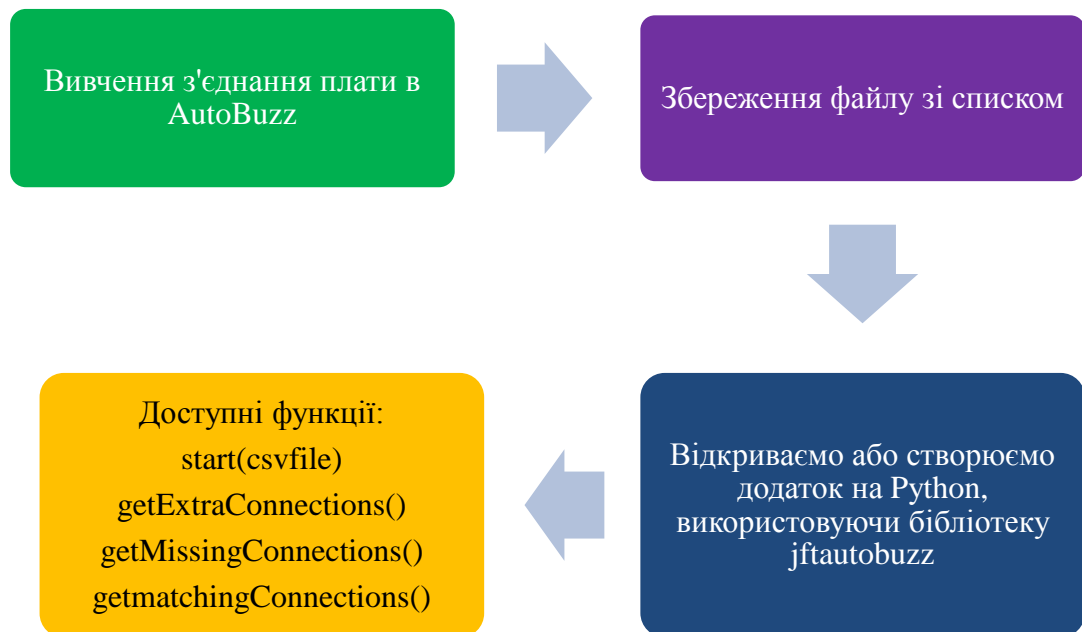 Вивчення з'єднання плати в
AutoBuzz
Збереження файлу зі списком
Відкриваємо або створюємо
додаток на Python,
використовуючи бібліотеку
jftautobuzz
Доступні функції:
start(csvfile)
getExtraConnections()
getMissingConnections()
getmatchingConnections()